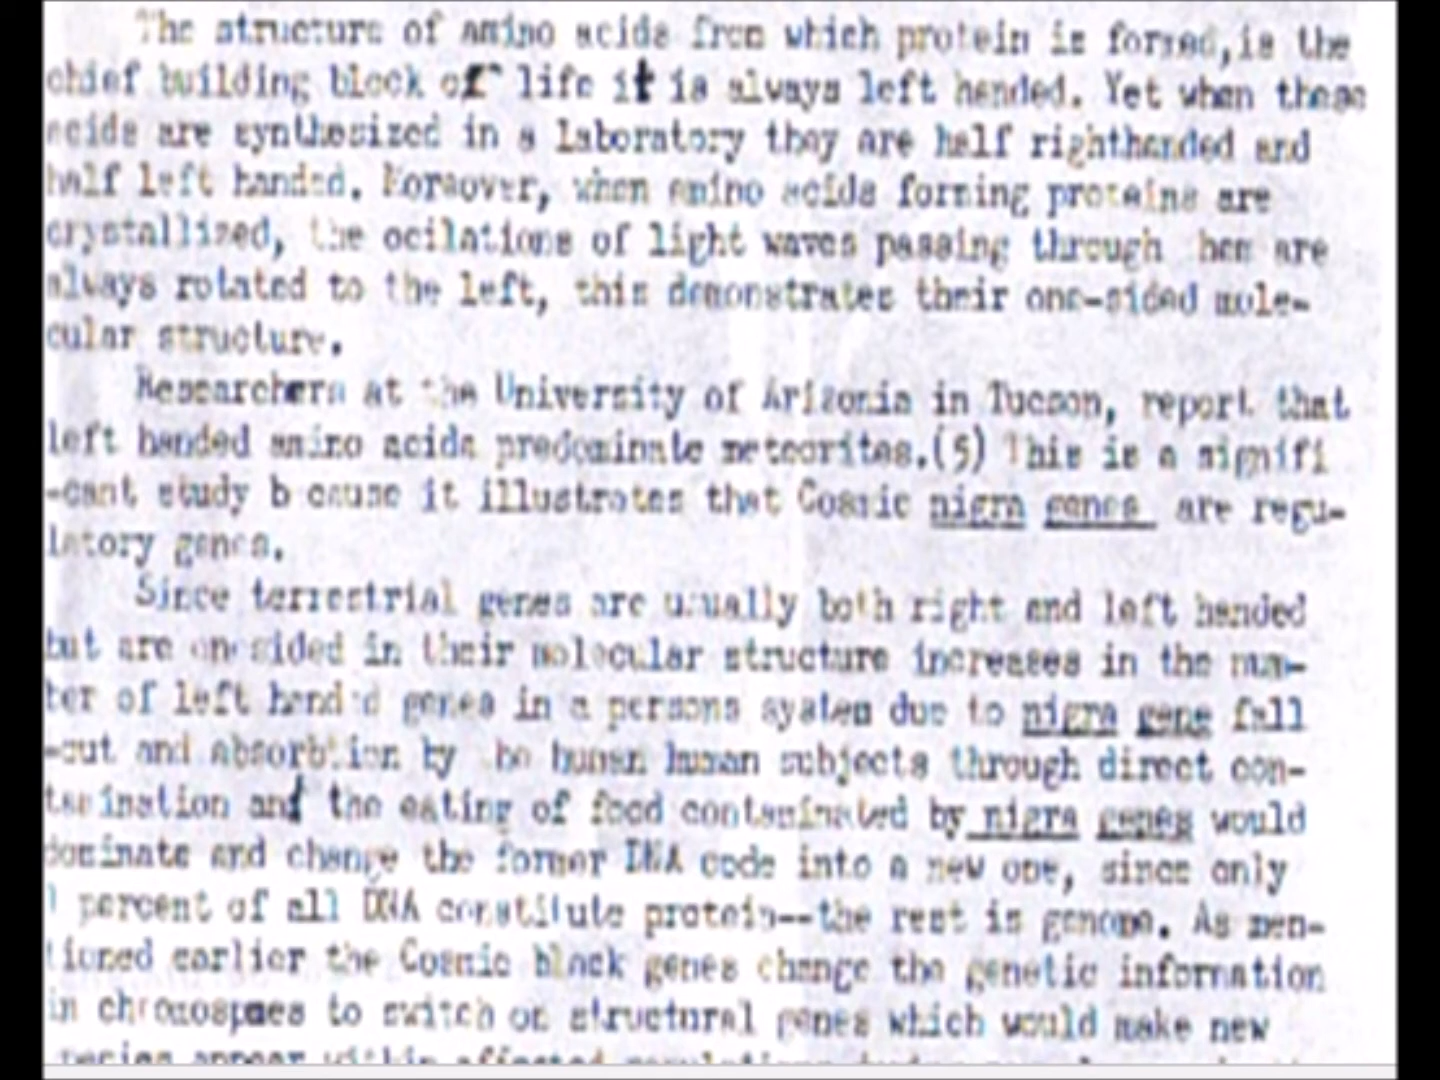 The structure of amino acids from which protein is formed, is the
chief building block of life it is always left handed. Yet when these
acids are synthesized in a laboratory they are half righthanded and
half left handed. Moreover, when amino acids forming proteins are
crystallized, the ocilations of light waves passing through hem are
always rotated to the left, this demonstrates their one-sided mole-
cular structure.
Researchers at the University of Arizonia in Tucson, report that
left handed amino acids predominate meteorites.(5) This is a signifi
-cant study b cause it illustrates that Cosmic nigra genes are regu-
latory genes.
Since terrestrial genes are usually both right and left handed
but are one sided in their molecular structure increases in the num-
ber of left handed genes in a persons system due to nigra gene fall
-out and absorbtion by he human human subjects through direct con-
tamination and the eating of food contaminated by nigra genes would
dominate and change the former DNA code into a new one, since only
1 percent of all DNA constitute protein--the rest is genome. As men-
tioned earlier the Cosmic black genes change the genetic information
in chromospmes to switch on structural genes which would make new
species appear within affected